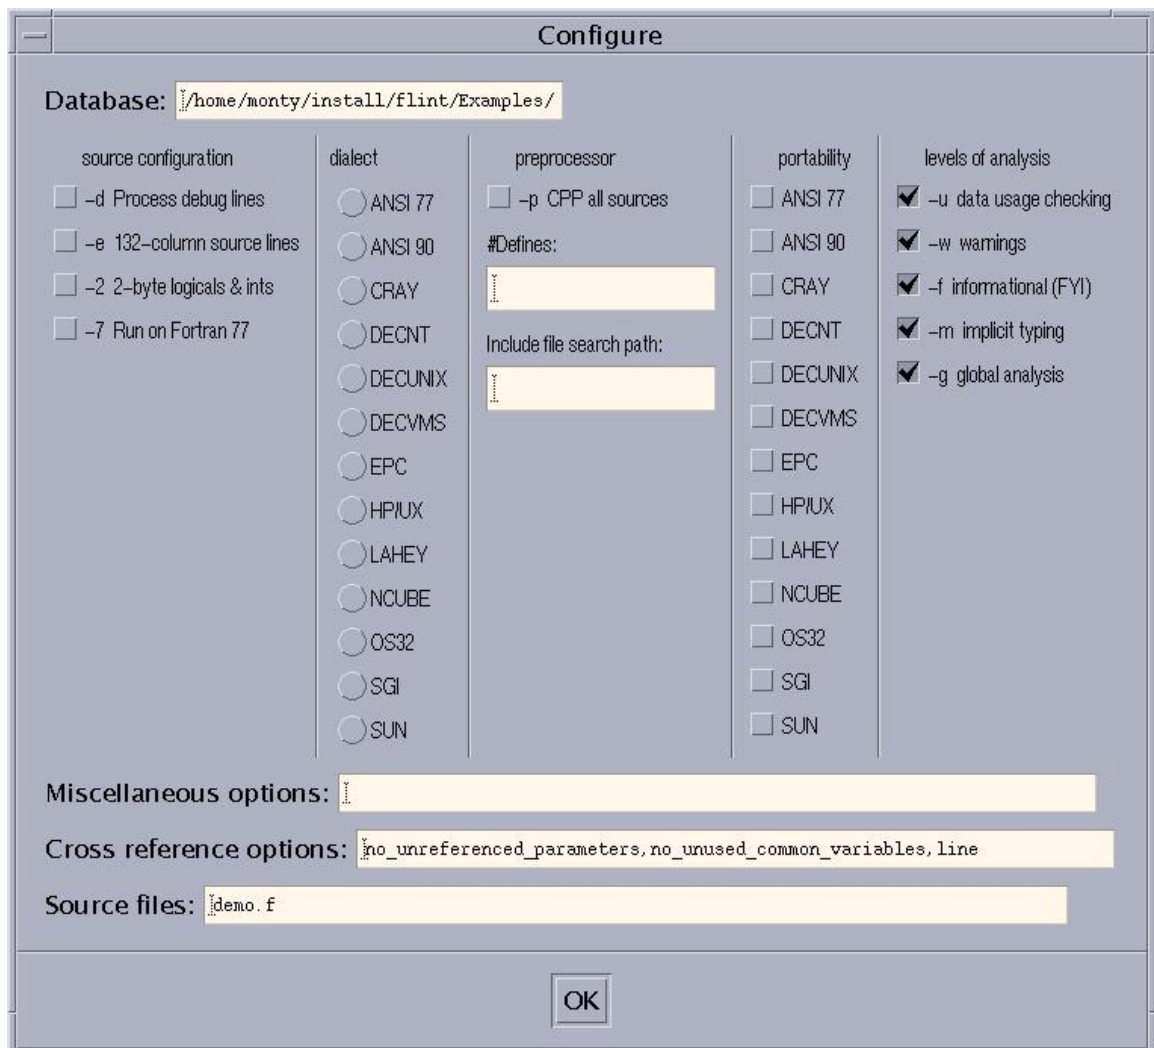 Configure
Database: /home/monty/install/flint/Examples/
source configuration
-d Process debug lines
-e 132-column source lines
-2 2-byte logicals & ints
-7 Run on Fortran 77
dialect
ANSI 77
ANSI 90
CRAY
DECNT
DECUNIX
DECVMS
EPC
HP/UX
LAHEY
NCUBE
OS32
SGI
SUN
preprocessor
-p CPP all sources
#Defines:
Include file search path:
portability
ANSI 77
ANSI 90
CRAY
DECNT
DECUNIX
DECVMS
EPC
HP/UX
LAHEY
NCUBE
OS32
SGI
SUN
levels of analysis
-u data usage checking
-w warnings
-f informational (FYI)
-m implicit typing
-g global analysis
Miscellaneous options:
Cross reference options: no_unreferenced_parameters,no_unused_common_variables,line
Source files: demo.f
OK